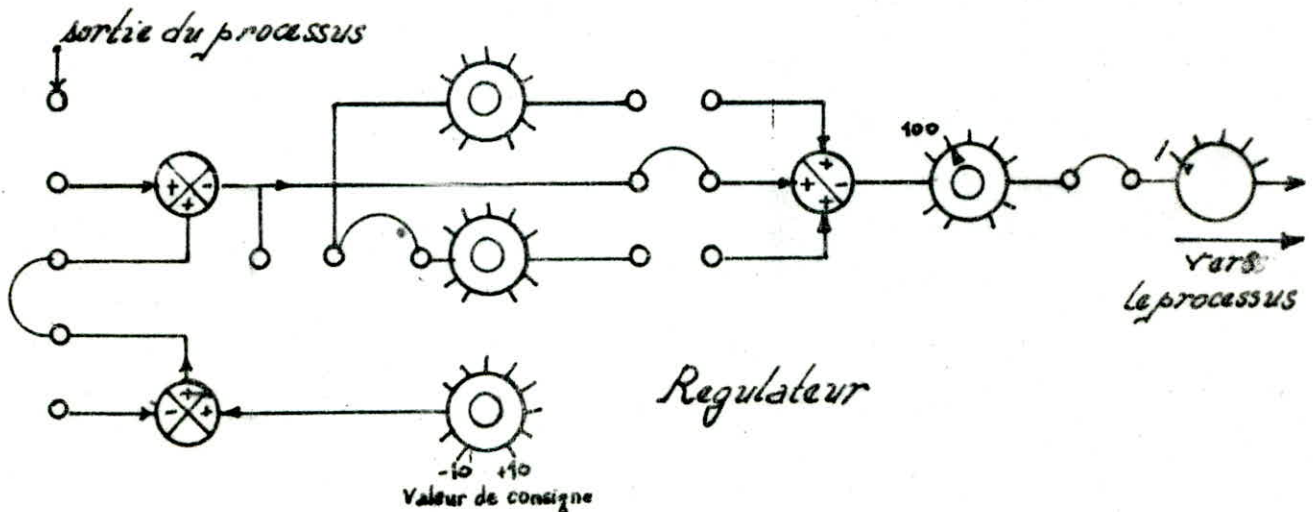 sortie du processus
100
1
vers
le processus
Regulateur
-10 +10
Valeur de consigne